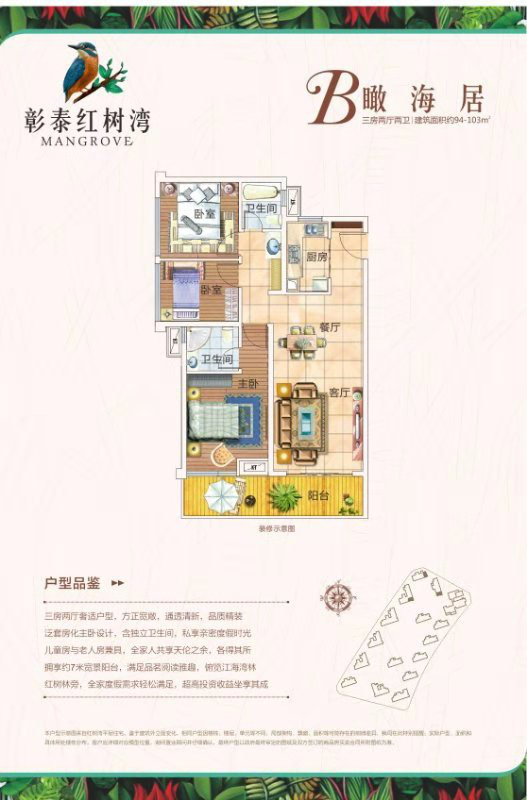 彰泰红树湾
MANGROVE
B 瞰海居
三房两厅两卫 | 建筑面积约94-103m²
卧室
卫生间
厨房
卧室
餐厅
卫生间
主卧
客厅
阳台
装修示意图
户型品鉴
三房两厅奢适户型，方正宽敞，通透清新，品质精装
泛套房化主卧设计，含独立卫生间，私享亲密度假时光
儿童房与老人房兼具，全家人共享天伦之余，各得其所
拥享约7米宽景阳台，满足品茗阅读雅趣，俯览江海湾林
红树林旁，全家度假需求轻松满足，超高投资收益坐享其成